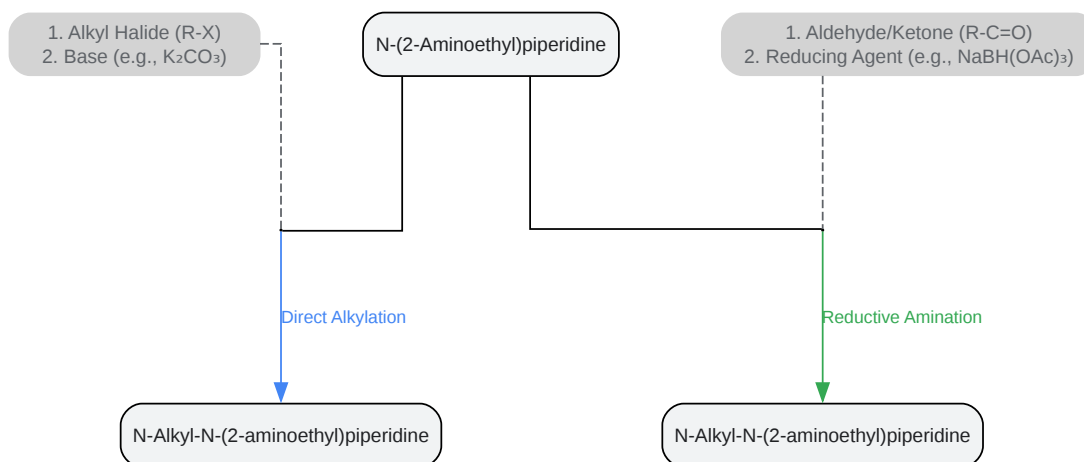 1. Alkyl Halide (R-X)
2. Base (e.g., K₂CO₃)
N-(2-Aminoethyl)piperidine
1. Aldehyde/Ketone (R-C=O)
2. Reducing Agent (e.g., NaBH(OAc)₃)
Direct Alkylation
Reductive Amination
N-Alkyl-N-(2-aminoethyl)piperidine
N-Alkyl-N-(2-aminoethyl)piperidine